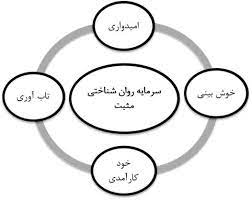 امیدواری
خوش بینی
سرمایه روان شناختی
مثبت
تاب آوری
خود
کارآمدی